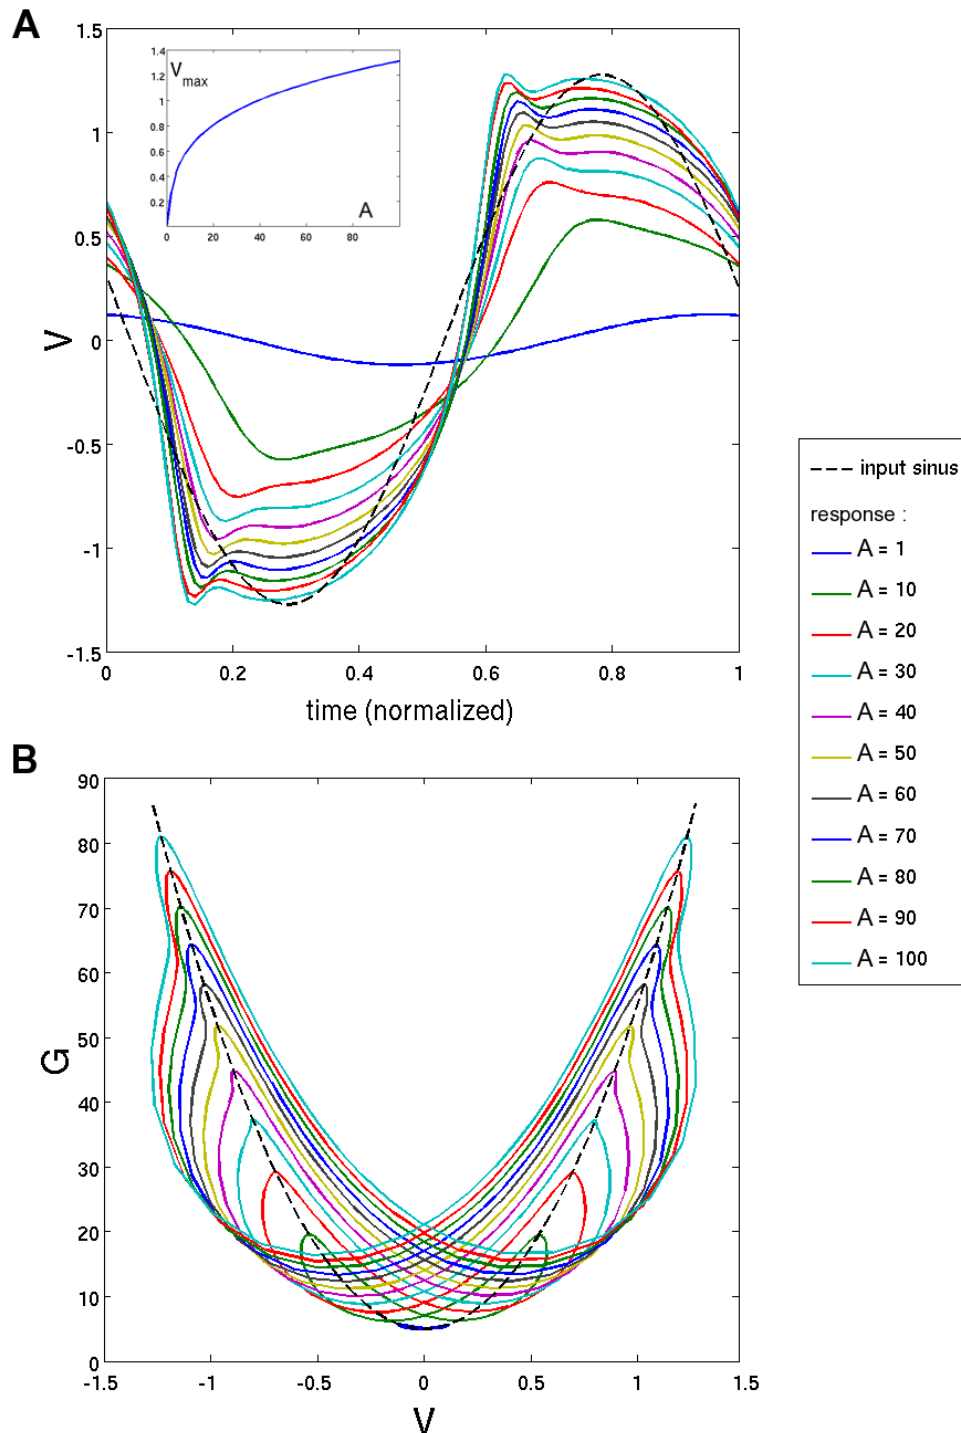 A
1.5
1
0.5
0
-0.5
-1
-1.5
V
0 0.2 0.4 0.6 0.8 1
time (normalized)
1.4
1.2
1
0.8
0.6
0.4
0.2
Vmax
A
0 20 40 60 80
B
90
80
70
60
50
40
30
20
10
0
G
-1.5 -1 -0.5 0 0.5 1 1.5
V
input sinus
response :
A = 1
A = 10
A = 20
A = 30
A = 40
A = 50
A = 60
A = 70
A = 80
A = 90
A = 100